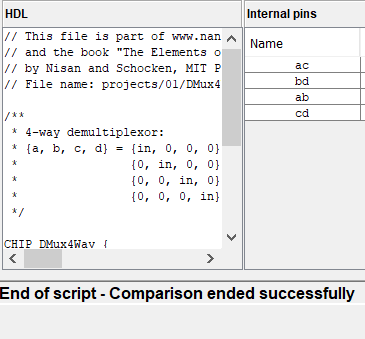 HDL
// This file is part of www.nan
// and the book "The Elements o
// by Nisan and Schocken, MIT P
// File name: projects/01/DMux4
/**
* 4-way demultiplexor:
* {a, b, c, d} = {in, 0, 0, 0}
* {0, in, 0, 0}
* {0, 0, in, 0}
* {0, 0, 0, in}
*/
CHIP DMux4Way {
Internal pins
Name
ac
bd
ab
cd
End of script - Comparison ended successfully